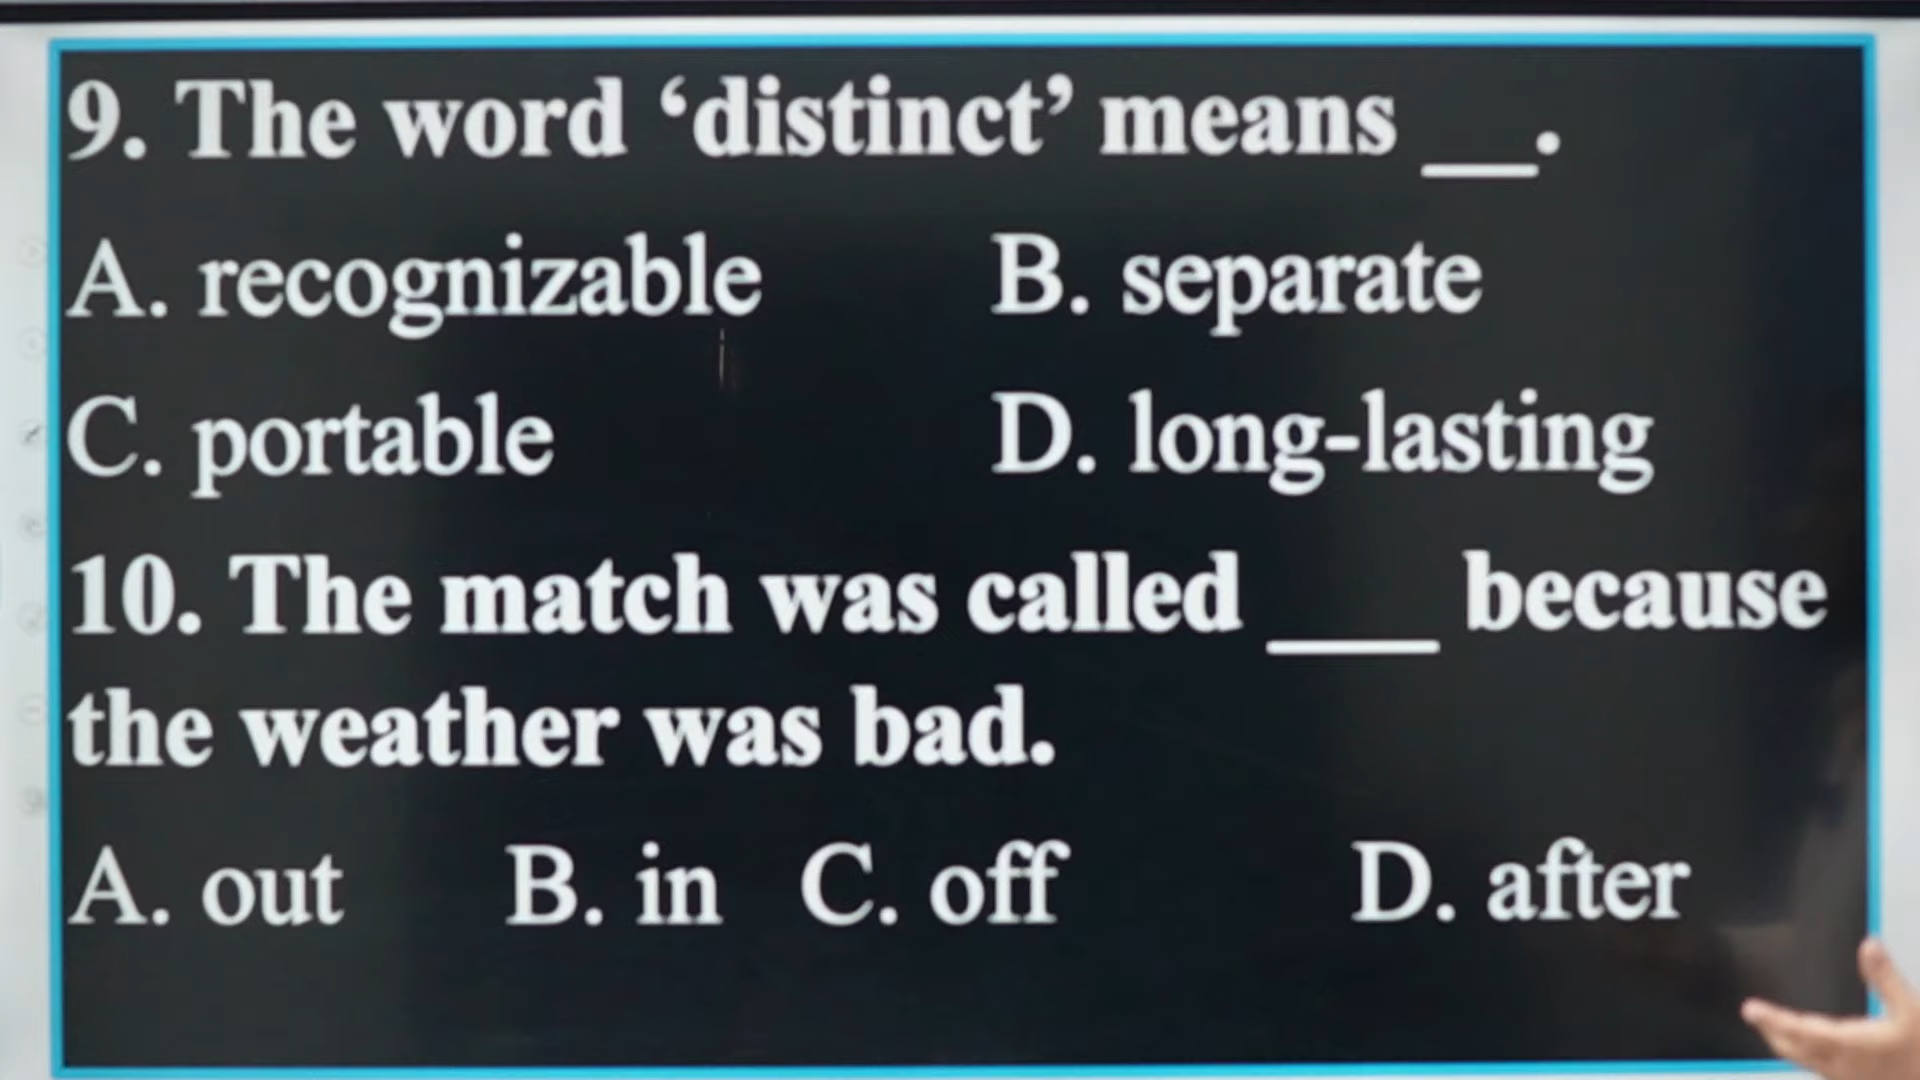 9. The word ‘distinct’ means __.
A. recognizable B. separate
C. portable D. long-lasting
10. The match was called ___ because
the weather was bad.
A. out B. in C. off D. after